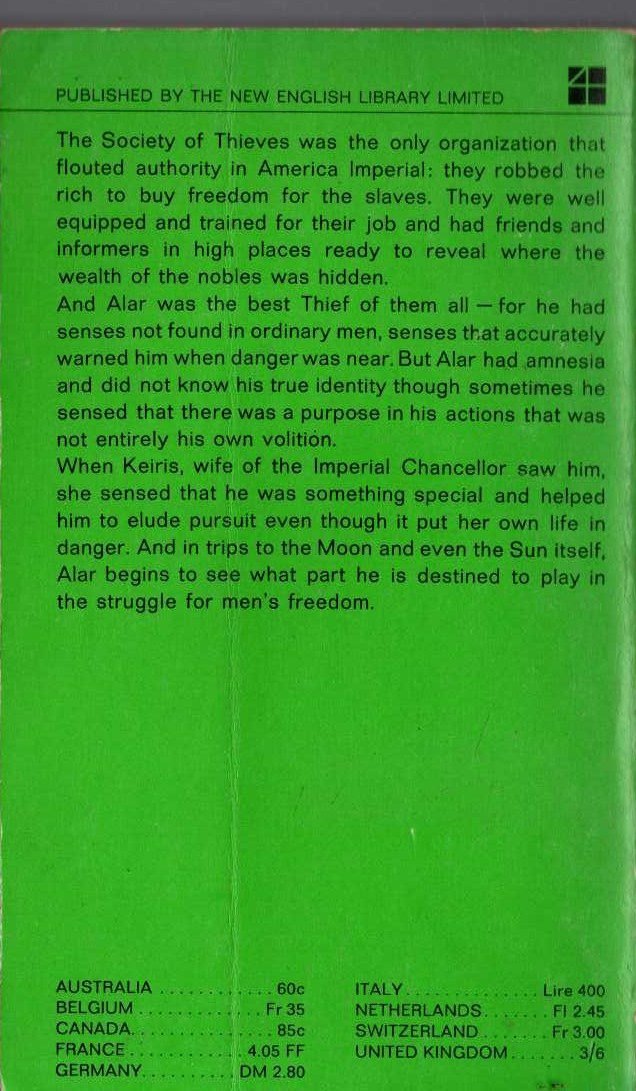 PUBLISHED BY THE NEW ENGLISH LIBRARY LIMITED
The Society of Thieves was the only organization that
flouted authority in America Imperial: they robbed the
rich to buy freedom for the slaves. They were well
equipped and trained for their job and had friends and
informers in high places ready to reveal where the
wealth of the nobles was hidden.
And Alar was the best Thief of them all — for he had
senses not found in ordinary men, senses that accurately
warned him when danger was near. But Alar had amnesia
and did not know his true identity though sometimes he
sensed that there was a purpose in his actions that was
not entirely his own volition.
When Keiris, wife of the Imperial Chancellor saw him,
she sensed that he was something special and helped
him to elude pursuit even though it put her own life in
danger. And in trips to the Moon and even the Sun itself,
Alar begins to see what part he is destined to play in
the struggle for men's freedom.
AUSTRALIA ............ 60c
BELGIUM ............. Fr 35
CANADA............... 85c
FRANCE ........... 4.05 FF
GERMANY.......... DM 2.80
ITALY.............. Lire 400
NETHERLANDS....... Fl 2.45
SWITZERLAND ....... Fr 3.00
UNITED KINGDOM ....... 3/6